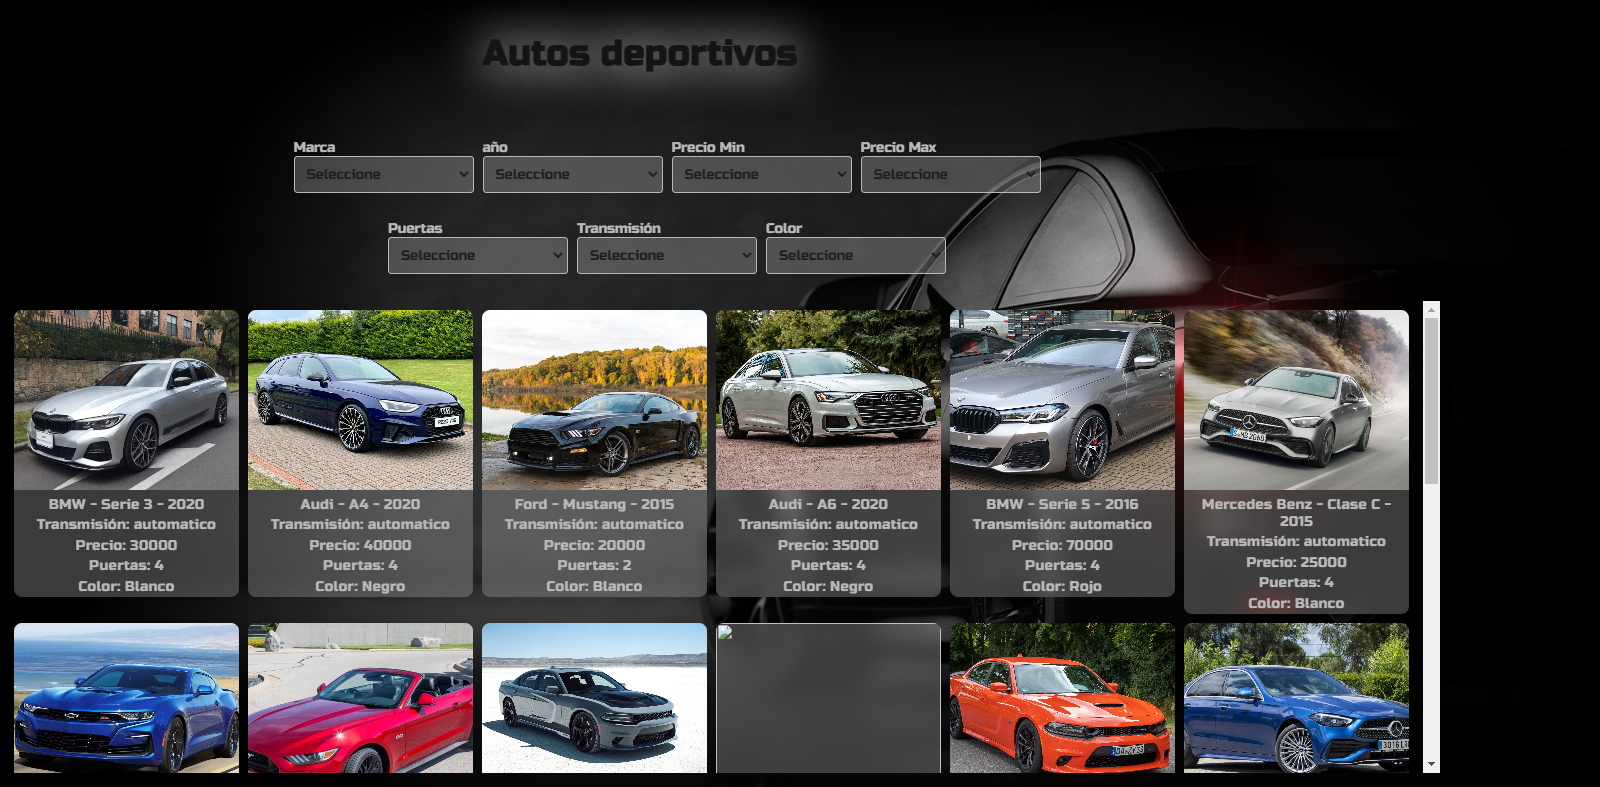 Autos deportivos
Marca
año
Precio Min
Precio Max
Seleccione
Seleccione
Seleccione
Seleccione
Puertas
Transmisión
Color
Seleccione
Seleccione
Seleccione
BMW - Serie 3 - 2020
Transmisión: automatico
Precio: 30000
Puertas: 4
Color: Blanco
Audi - A4 - 2020
Transmisión: automatico
Precio: 40000
Puertas: 4
Color: Negro
Ford - Mustang - 2015
Transmisión: automatico
Precio: 20000
Puertas: 2
Color: Blanco
Audi - A6 - 2020
Transmisión: automatico
Precio: 35000
Puertas: 4
Color: Negro
BMW - Serie 5 - 2016
Transmisión: automatico
Precio: 70000
Puertas: 4
Color: Rojo
Mercedes Benz - Clase C -
2015
Transmisión: automatico
Precio: 25000
Puertas: 4
Color: Blanco